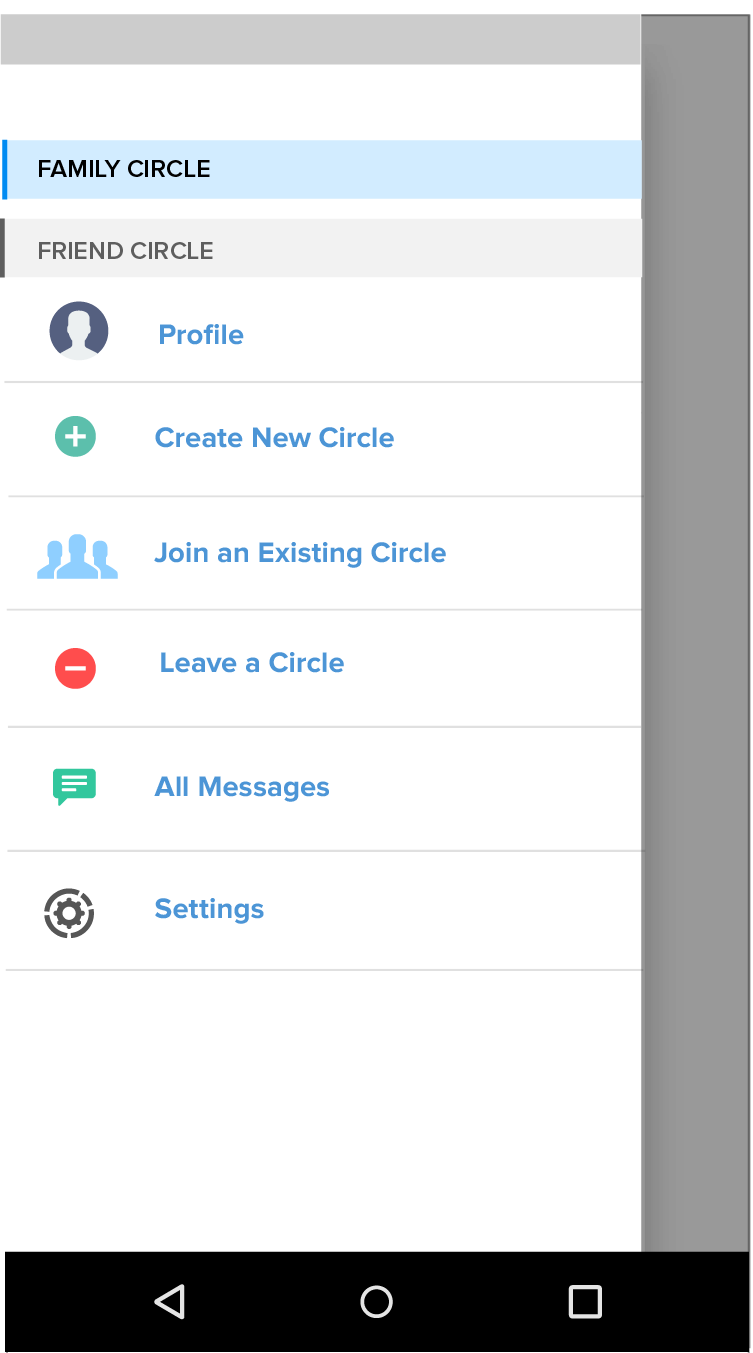 FAMILY CIRCLE
FRIEND CIRCLE
Profile
Create New Circle
Join an Existing Circle
Leave a Circle
All Messages
Settings